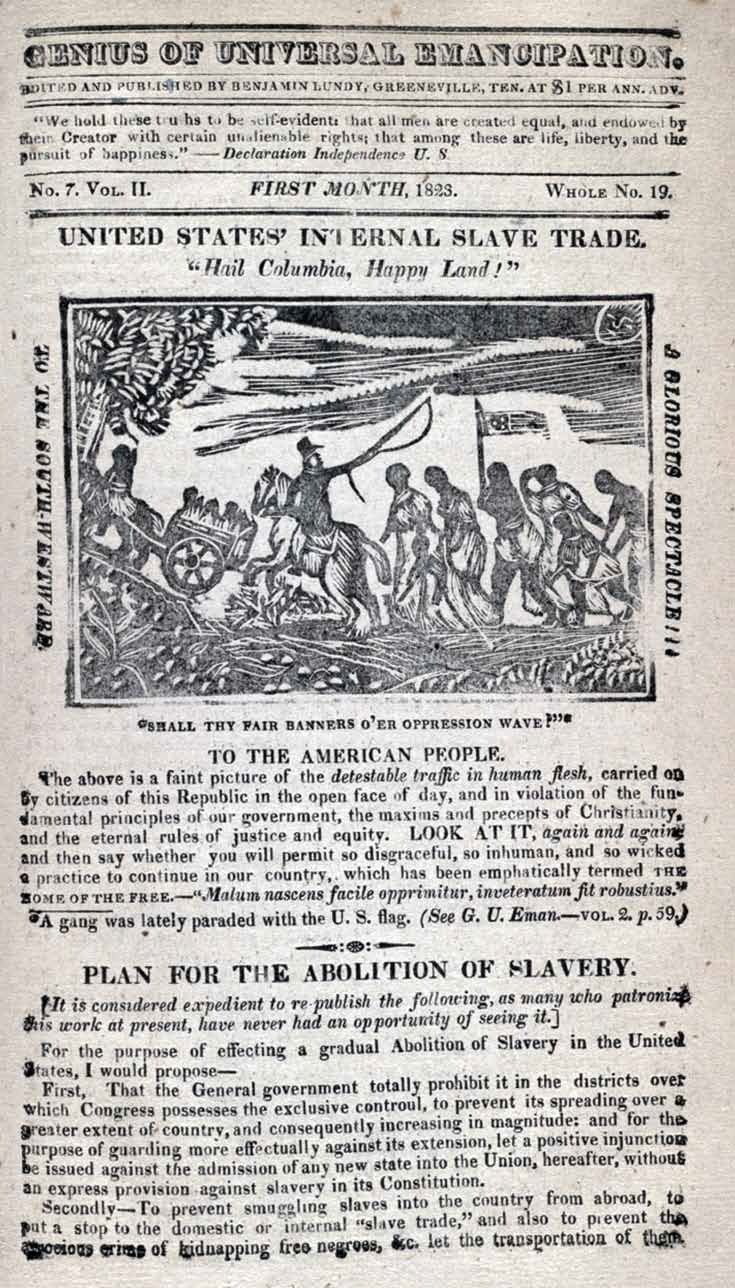 GENIUS OF UNIVERSAL EMANCIPATION.
EDITED AND PUBLISHED BY BENJAMIN LUNDY, GREENEVILLE, TEN. AT $1 PER ANN. ADV.
"We hold these truths to be self-evident: that all men are created equal, and endowed by
their Creator with certain unalienable rights; that among these are life, liberty, and the
pursuit of happiness." — Declaration Independence U. S.
No. 7. Vol. II.
FIRST MONTH, 1823.
Whole No. 19.
UNITED STATES' INTERNAL SLAVE TRADE.
"Hail Columbia, Happy Land!"
TO THE SOUTH-WESTWARD.
A GLORIOUS SPECTACLE!!!
"SHALL THY FAIR BANNERS O'ER OPPRESSION WAVE?"*
TO THE AMERICAN PEOPLE.
The above is a faint picture of the detestable traffic in human flesh, carried on
by citizens of this Republic in the open face of day, and in violation of the fun-
damental principles of our government, the maxims and precepts of Christianity,
and the eternal rules of justice and equity. LOOK AT IT, again and again;
and then say whether you will permit so disgraceful, so inhuman, and so wicked
a practice to continue in our country, which has been emphatically termed THE
HOME OF THE FREE.—"Malum nascens facile opprimitur, inveteratum fit robustius."
*A gang was lately paraded with the U. S. flag. (See G. U. Eman.—VOL. 2. p. 59.)
PLAN FOR THE ABOLITION OF SLAVERY.
[It is considered expedient to re-publish the following, as many who patronize
this work at present, have never had an opportunity of seeing it.]
For the purpose of effecting a gradual Abolition of Slavery in the United
States, I would propose—
First, That the General government totally prohibit it in the districts over
which Congress possesses the exclusive controul, to prevent its spreading over a
greater extent of country, and consequently increasing in magnitude: and for the
purpose of guarding more effectually against its extension, let a positive injunction
be issued against the admission of any new state into the Union, hereafter, without
an express provision against slavery in its Constitution.
Secondly—To prevent smuggling slaves into the country from abroad, to
put a stop to the domestic or internal "slave trade," and also to prevent the
atrocious crime of kidnapping free negroes, &c. let the transportation of them